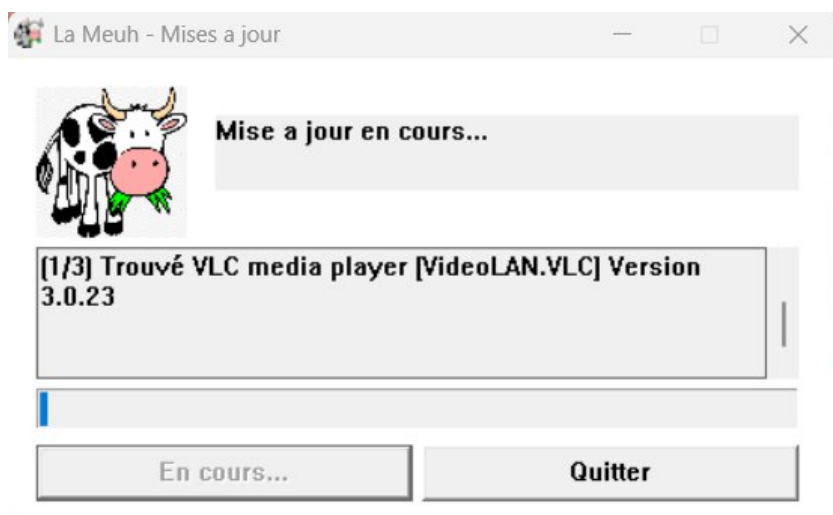 La Meuh - Mises a jour
Mise a jour en cours...
(1/3) Trouvé VLC media player [VideoLAN.VLC] Version
3.0.23
En cours...
Quitter